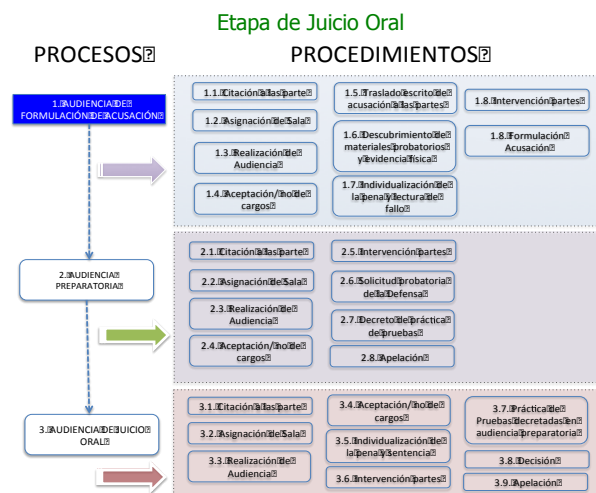 Etapa de Juicio Oral
PROCESOS⍰
PROCEDIMIENTOS⍰
1.⍰AUDIENCIA⍰DE⍰
FORMULACIÓN⍰DE⍰ACUSACIÓN⍰
1.1.⍰Citación⍰a⍰las⍰parte⍰
1.2.⍰Asignación⍰de⍰Sala⍰
1.3.⍰Realización⍰de⍰
Audiencia⍰
1.4.⍰Aceptación/⍰no⍰de⍰
cargos⍰
1.5.⍰Traslado⍰escrito⍰de⍰
acusación⍰a⍰las⍰partes⍰
1.6.⍰Descubrimiento⍰de⍰
materiales⍰probatorios⍰
y⍰evidencia⍰física⍰
1.7.⍰Individualización⍰de⍰
la⍰pena⍰y⍰lectura⍰de⍰
fallo⍰
1.8.⍰Intervención⍰partes⍰
1.8.⍰Formulación⍰
Acusación⍰
2.⍰AUDIENCIA⍰
PREPARATORIA⍰
2.1.⍰Citación⍰a⍰las⍰parte⍰
2.2.⍰Asignación⍰de⍰Sala⍰
2.3.⍰Realización⍰de⍰
Audiencia⍰
2.4.⍰Aceptación/⍰no⍰de⍰
cargos⍰
2.5.⍰Intervención⍰partes⍰
2.6.⍰Solicitud⍰probatoria⍰
de⍰la⍰Defensa⍰
2.7.⍰Decreto⍰de⍰práctica⍰
de⍰pruebas⍰
2.8.⍰Apelación⍰
3.⍰AUDIENCIA⍰DE⍰JUICIO⍰
ORAL⍰
3.1.⍰Citación⍰a⍰las⍰parte⍰
3.2.⍰Asignación⍰de⍰Sala⍰
3.3.⍰Realización⍰de⍰
Audiencia⍰
3.4.⍰Aceptación/⍰no⍰de⍰
cargos⍰
3.5.⍰Individualización⍰de⍰
la⍰pena⍰y⍰sentencia⍰
3.6.⍰Intervención⍰partes⍰
3.7.⍰Práctica⍰de⍰
Pruebas⍰decretadas⍰en⍰
audiencia⍰preparatoria⍰
3.8.⍰Decisión⍰
3.9.⍰Apelación⍰